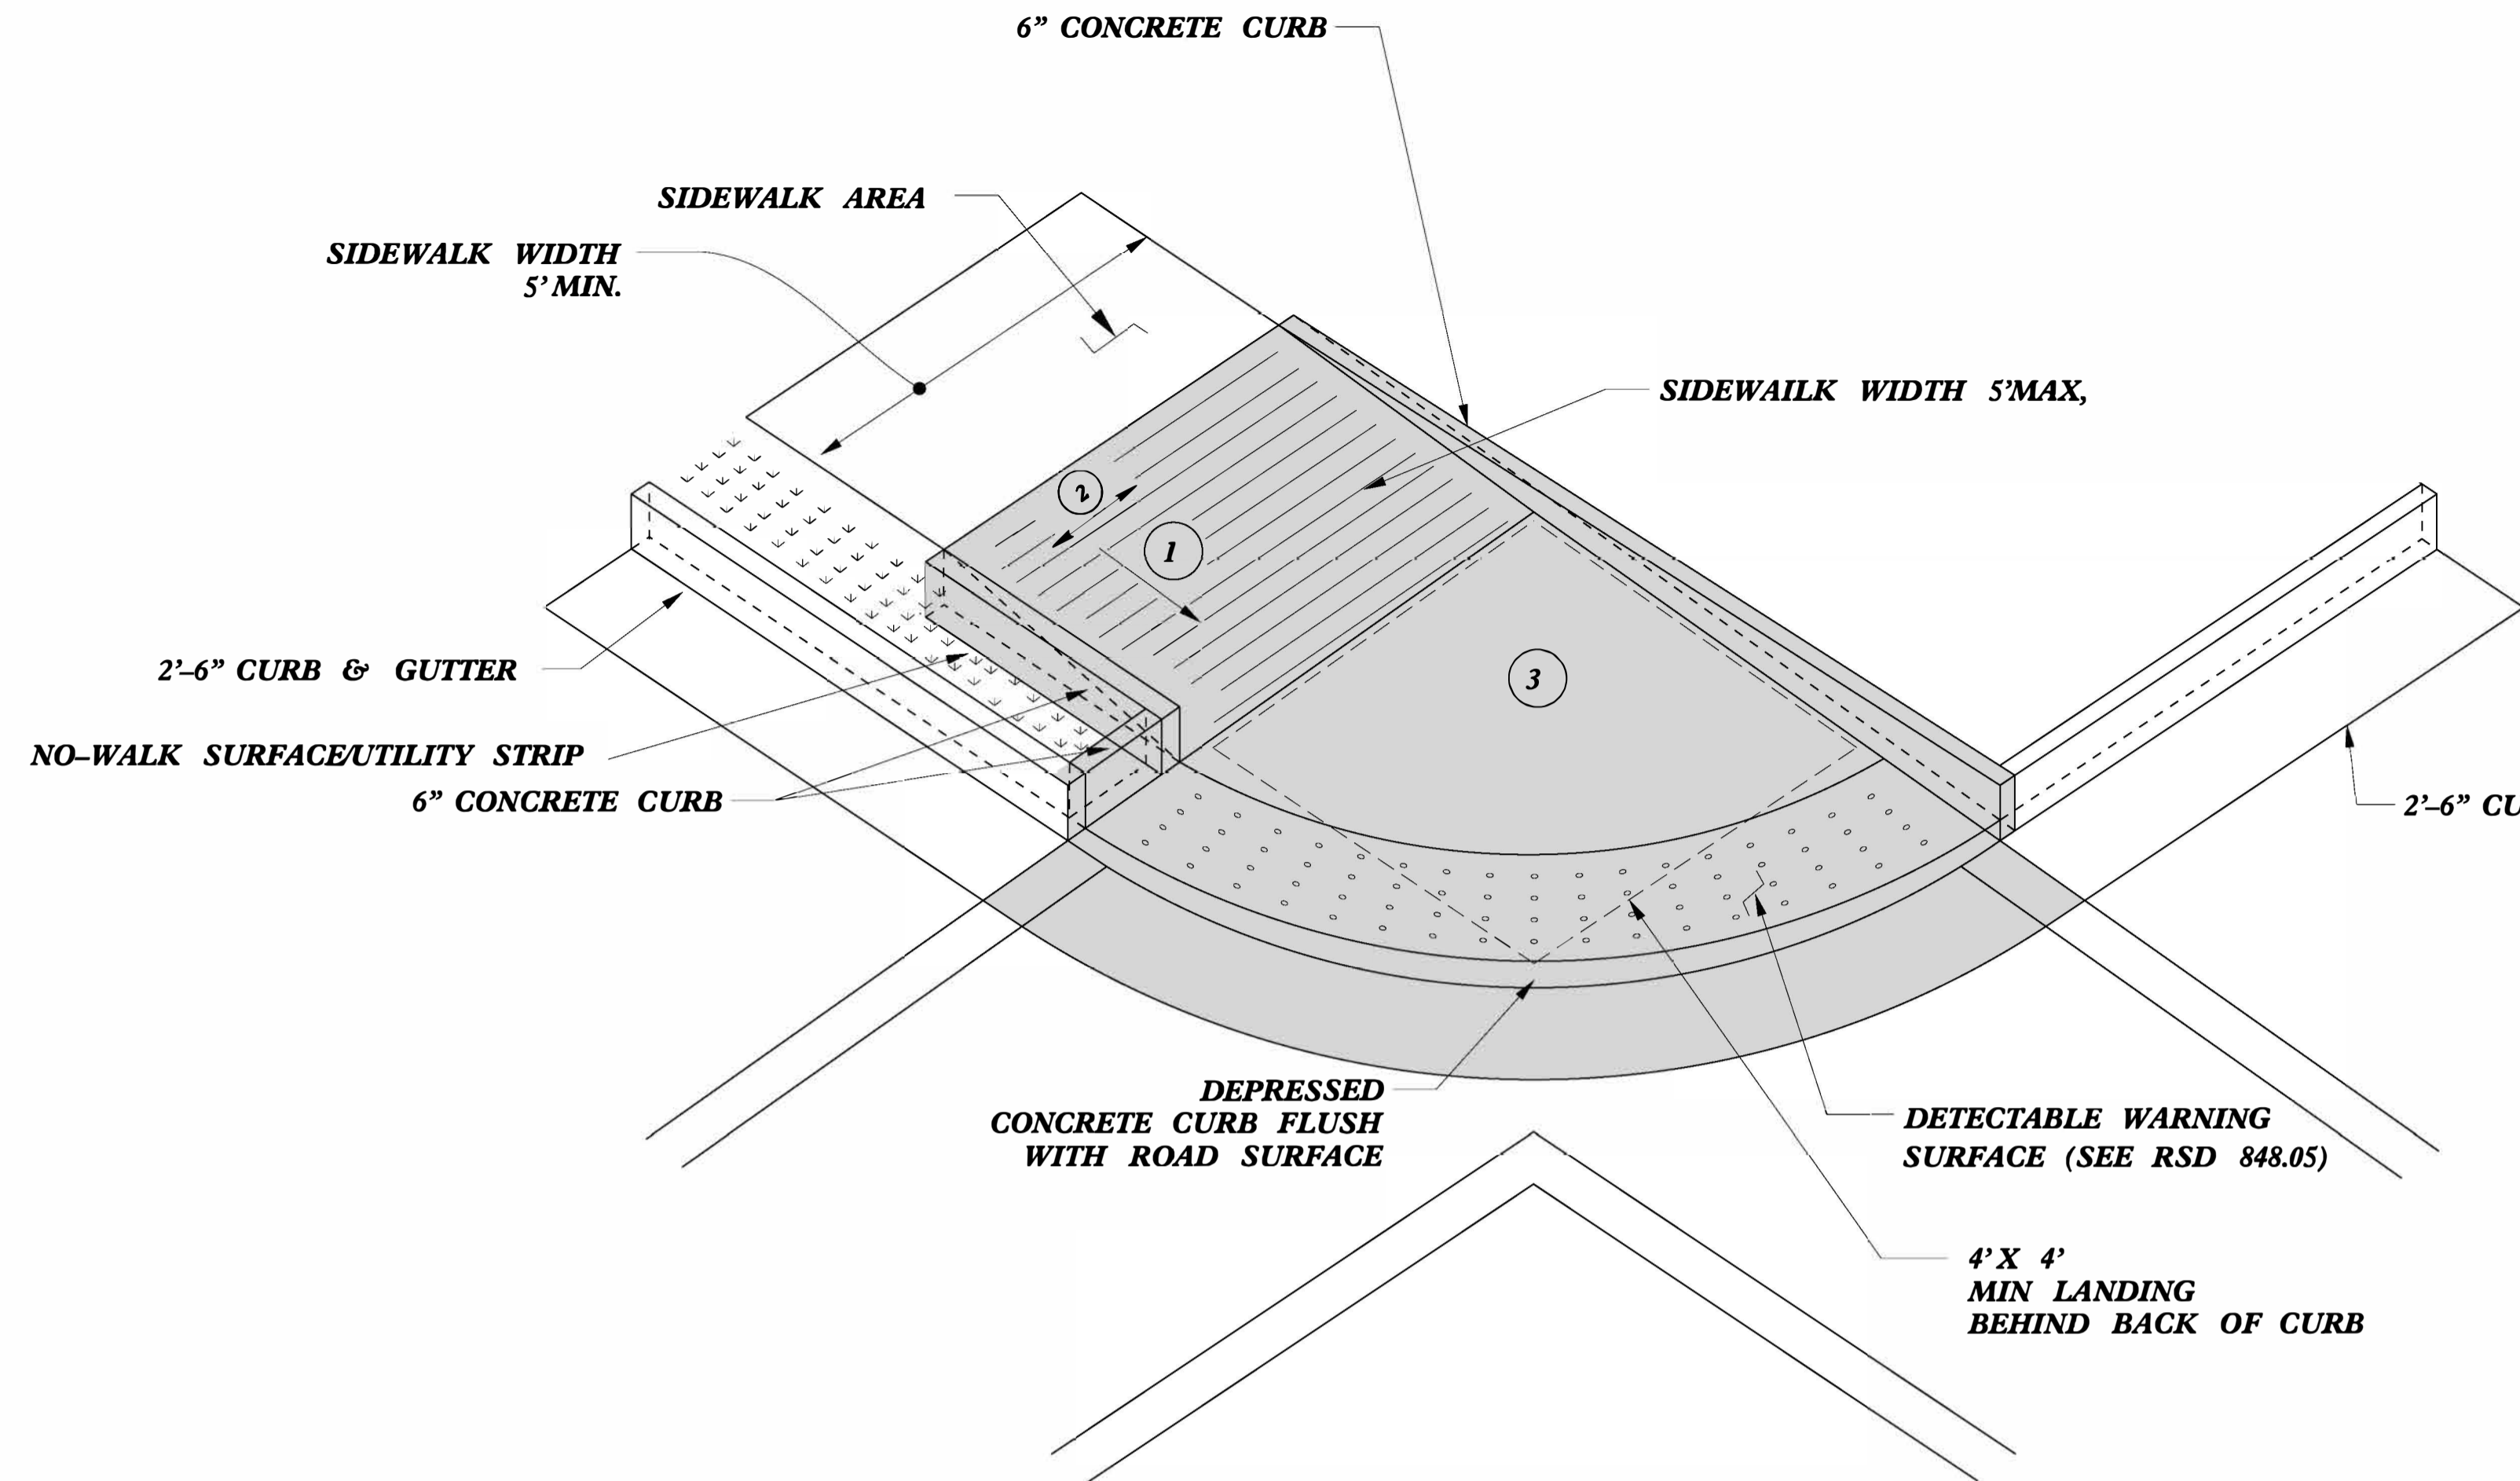 6” CONCRETE CURB
SIDEWALK AREA
SIDEWALK WIDTH
5’ MIN.
SIDEWAILK WIDTH 5’MAX,
2
1
3
2’–6” CURB & GUTTER
NO–WALK SURFACE/UTILITY STRIP
6” CONCRETE CURB
2’–6” CU
DEPRESSED
CONCRETE CURB FLUSH
WITH ROAD SURFACE
DETECTABLE WARNING
SURFACE (SEE RSD 848.05)
4’ X 4’
MIN LANDING
BEHIND BACK OF CURB